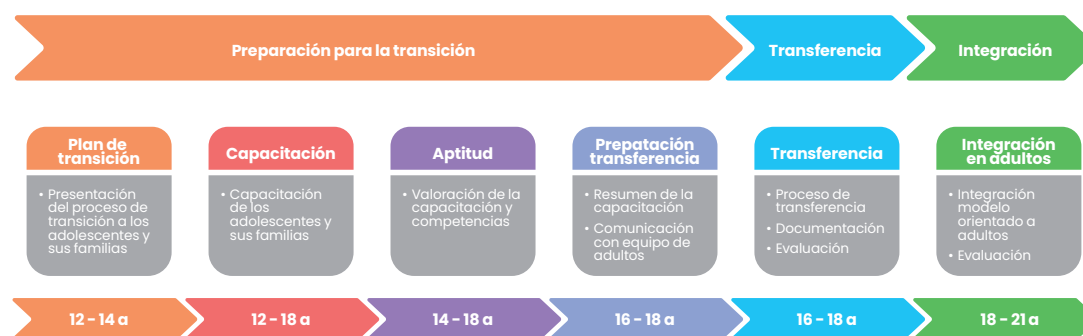 Preparación para la transición
Transferencia
Integración
Plan de
transición
• Presentación
del proceso de
transición a los
adolescentes y
sus familias
Capacitación
• Capacitación
de los
adolescentes y
sus familias
Aptitud
• Valoración de la
capacitación y
competencias
Prepatación
transferencia
• Resumen de la
capacitación
• Comunicación
con equipo de
adultos
Transferencia
• Proceso de
transferencia
• Documentación
• Evaluación
Integración
en adultos
• Integración
modelo
orientado a
adultos
• Evaluación
12 - 14 a
12 - 18 a
14 - 18 a
16 - 18 a
16 - 18 a
18 - 21 a